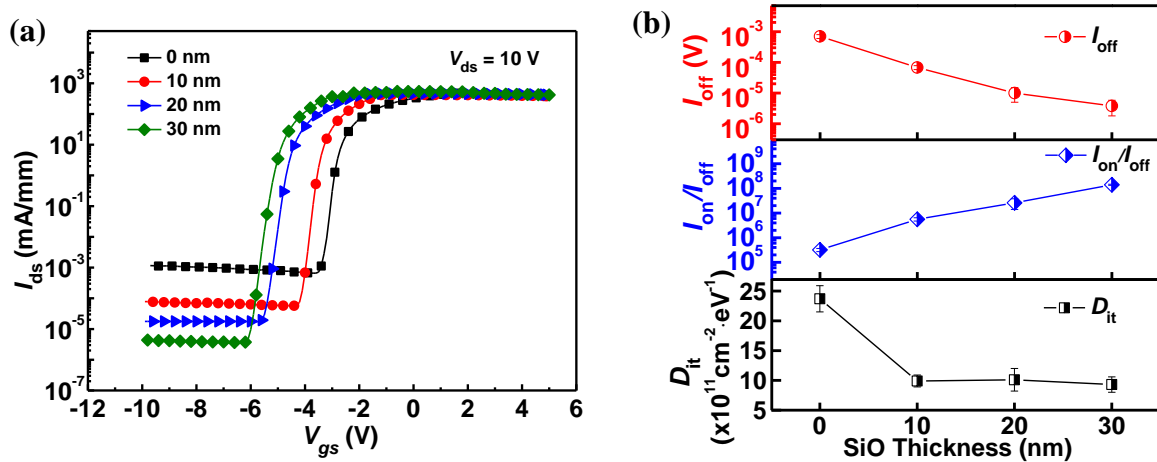 (a)
I_ds (mA/mm)
10^3
10^1
10^-1
10^-3
10^-5
10^-7
0 nm
10 nm
20 nm
30 nm
V_ds = 10 V
-12 -10 -8 -6 -4 -2 0 2 4 6
V_gs (V)
(b)
I_off (V)
10^-3
10^-4
10^-5
10^-6
I_off
I_on/I_off
10^9
10^8
10^7
10^6
10^5
I_on/I_off
D_it
(x10^11 cm^-2·eV^-1)
25
20
15
10
5
D_it
0 10 20 30
SiO Thickness (nm)